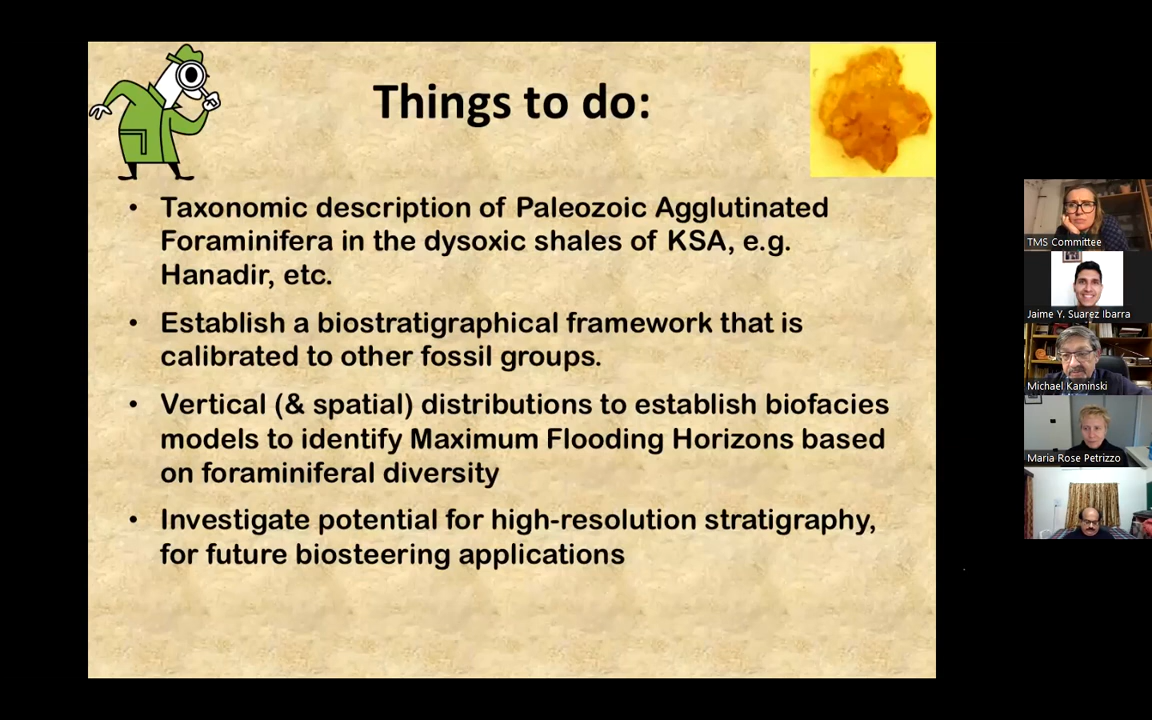 Things to do:
• Taxonomic description of Paleozoic Agglutinated
Foraminifera in the dysoxic shales of KSA, e.g.
Hanadir, etc.
• Establish a biostratigraphical framework that is
calibrated to other fossil groups.
• Vertical (& spatial) distributions to establish biofacies
models to identify Maximum Flooding Horizons based
on foraminiferal diversity
• Investigate potential for high-resolution stratigraphy,
for future biosteering applications
TMS Committee
Jaime Y. Suarez Ibarra
Michael Kaminski
Maria Rose Petrizzo